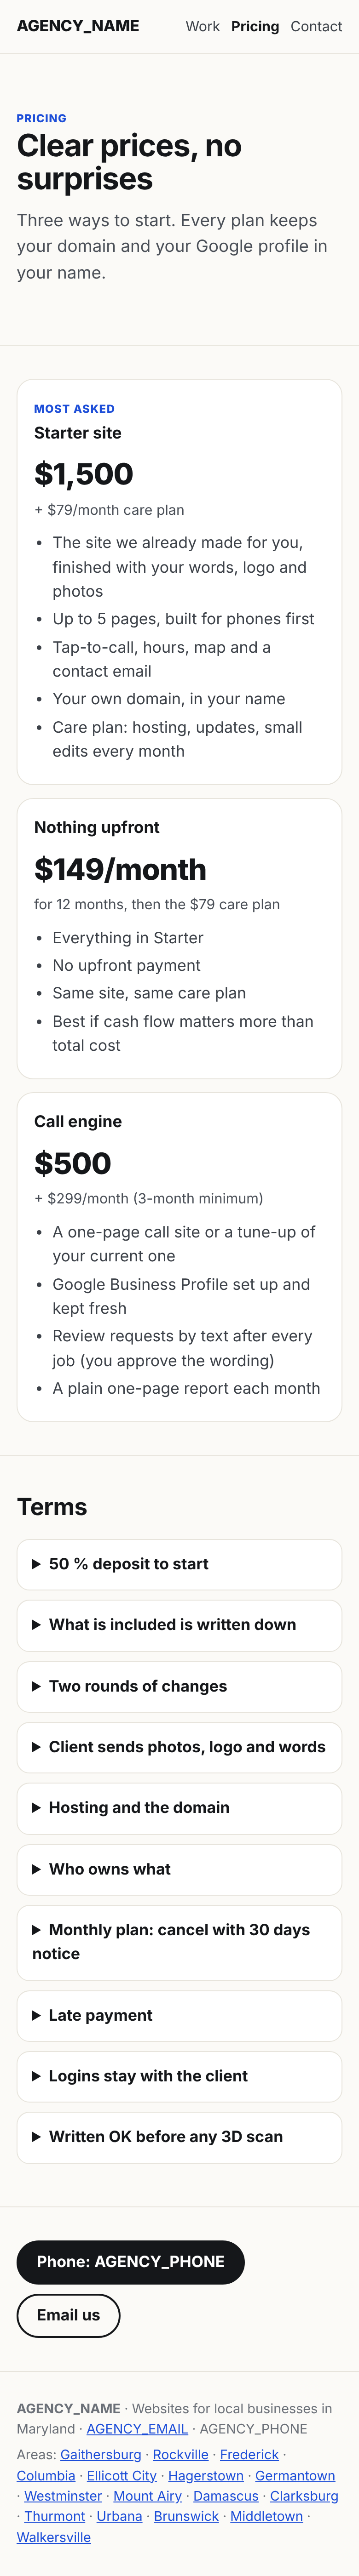 AGENCY_NAME Work Pricing Contact
PRICING
Clear prices, no
surprises
Three ways to start. Every plan keeps
your domain and your Google profile in
your name.
MOST ASKED
Starter site
$1,500
+ $79/month care plan
• The site we already made for you,
finished with your words, logo and
photos
• Up to 5 pages, built for phones first
• Tap-to-call, hours, map and a
contact email
• Your own domain, in your name
• Care plan: hosting, updates, small
edits every month
Nothing upfront
$149/month
for 12 months, then the $79 care plan
• Everything in Starter
• No upfront payment
• Same site, same care plan
• Best if cash flow matters more than
total cost
Call engine
$500
+ $299/month (3-month minimum)
• A one-page call site or a tune-up of
your current one
• Google Business Profile set up and
kept fresh
• Review requests by text after every
job (you approve the wording)
• A plain one-page report each month
Terms
▶ 50 % deposit to start
▶ What is included is written down
▶ Two rounds of changes
▶ Client sends photos, logo and words
▶ Hosting and the domain
▶ Who owns what
▶ Monthly plan: cancel with 30 days
notice
▶ Late payment
▶ Logins stay with the client
▶ Written OK before any 3D scan
Phone: AGENCY_PHONE
Email us
AGENCY_NAME · Websites for local businesses in
Maryland · AGENCY_EMAIL · AGENCY_PHONE
Areas: Gaithersburg · Rockville · Frederick ·
Columbia · Ellicott City · Hagerstown · Germantown
· Westminster · Mount Airy · Damascus · Clarksburg
· Thurmont · Urbana · Brunswick · Middletown ·
Walkersville